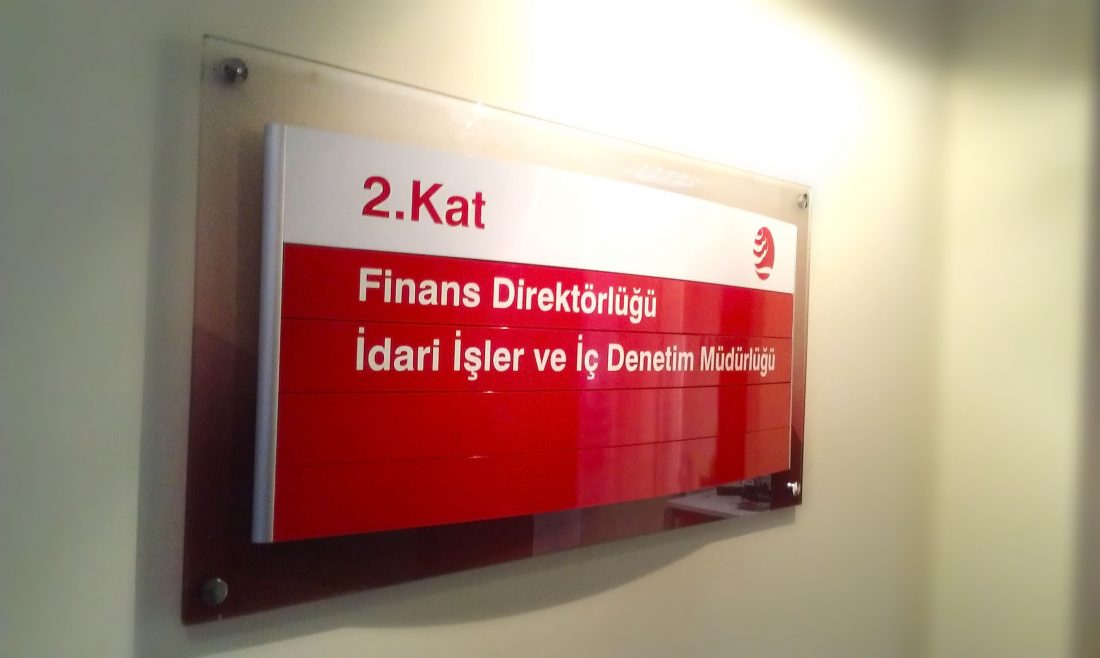 2.Kat
Finans Direktörlüğü
İdari İşler ve İç Denetim Müdürlüğü